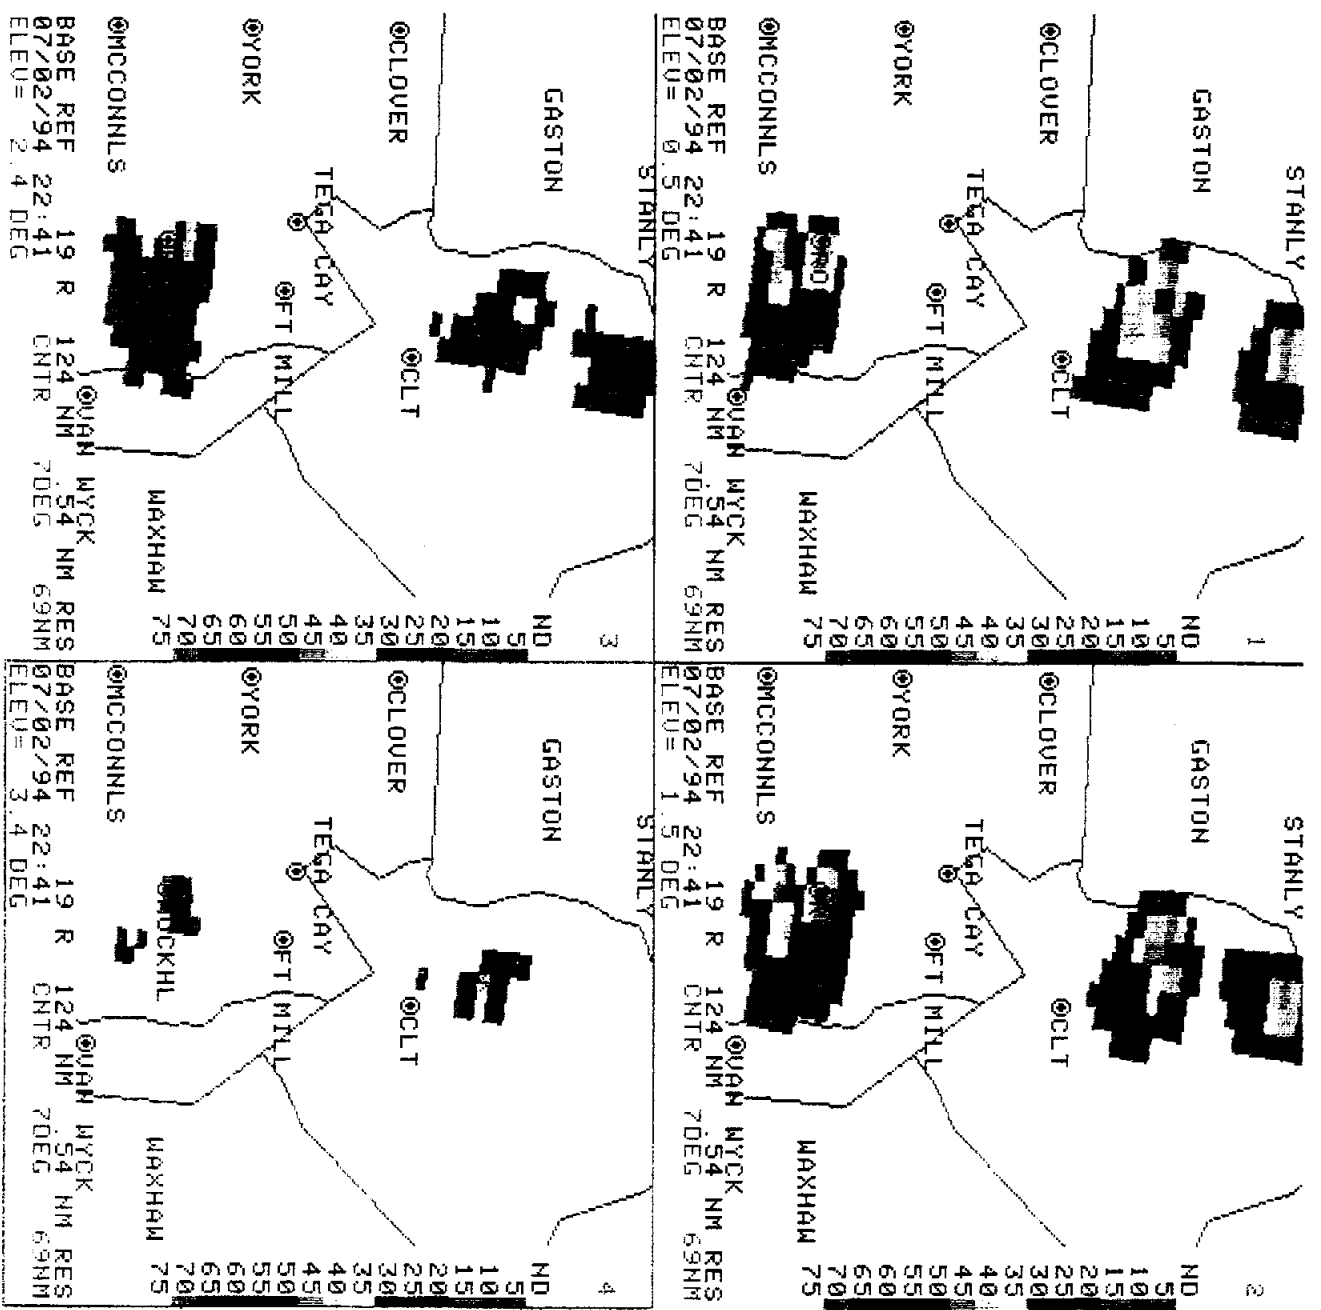 1
STANLY
ND
5
GASTON
10
15
20
CLT
25
CLOVER
30
35
40
TEGA CAY
45
FT MILL
50
YORK
55
60
65
70
WAXHAW
75
MCCONNLS
VAN WYCK
BASE REF 19 R 124 NM .54 NM RES
07/02/94 22:41 CNTR 7DEG 69NM
ELEV= 0.5 DEG
2
STANLY
ND
5
GASTON
10
15
20
CLT
25
CLOVER
30
35
40
TEGA CAY
45
FT MILL
50
YORK
55
60
65
70
WAXHAW
75
MCCONNLS
VAN WYCK
BASE REF 19 R 124 NM .54 NM RES
07/02/94 22:41 CNTR 7DEG 69NM
ELEV= 1.5 DEG
3
STANLY
ND
5
GASTON
10
15
20
CLT
25
CLOVER
30
35
40
TEGA CAY
45
FT MILL
50
YORK
55
60
65
70
WAXHAW
75
MCCONNLS
VAN WYCK
BASE REF 19 R 124 NM .54 NM RES
07/02/94 22:41 CNTR 7DEG 69NM
ELEV= 2.4 DEG
4
STANLY
ND
5
GASTON
10
15
20
CLT
25
CLOVER
30
35
40
TEGA CAY
45
FT MILL
50
YORK
55
60
65
70
WAXHAW
75
MCCONNLS
VAN WYCK
BASE REF 19 R 124 NM .54 NM RES
07/02/94 22:41 CNTR 7DEG 69NM
ELEV= 3.4 DEG